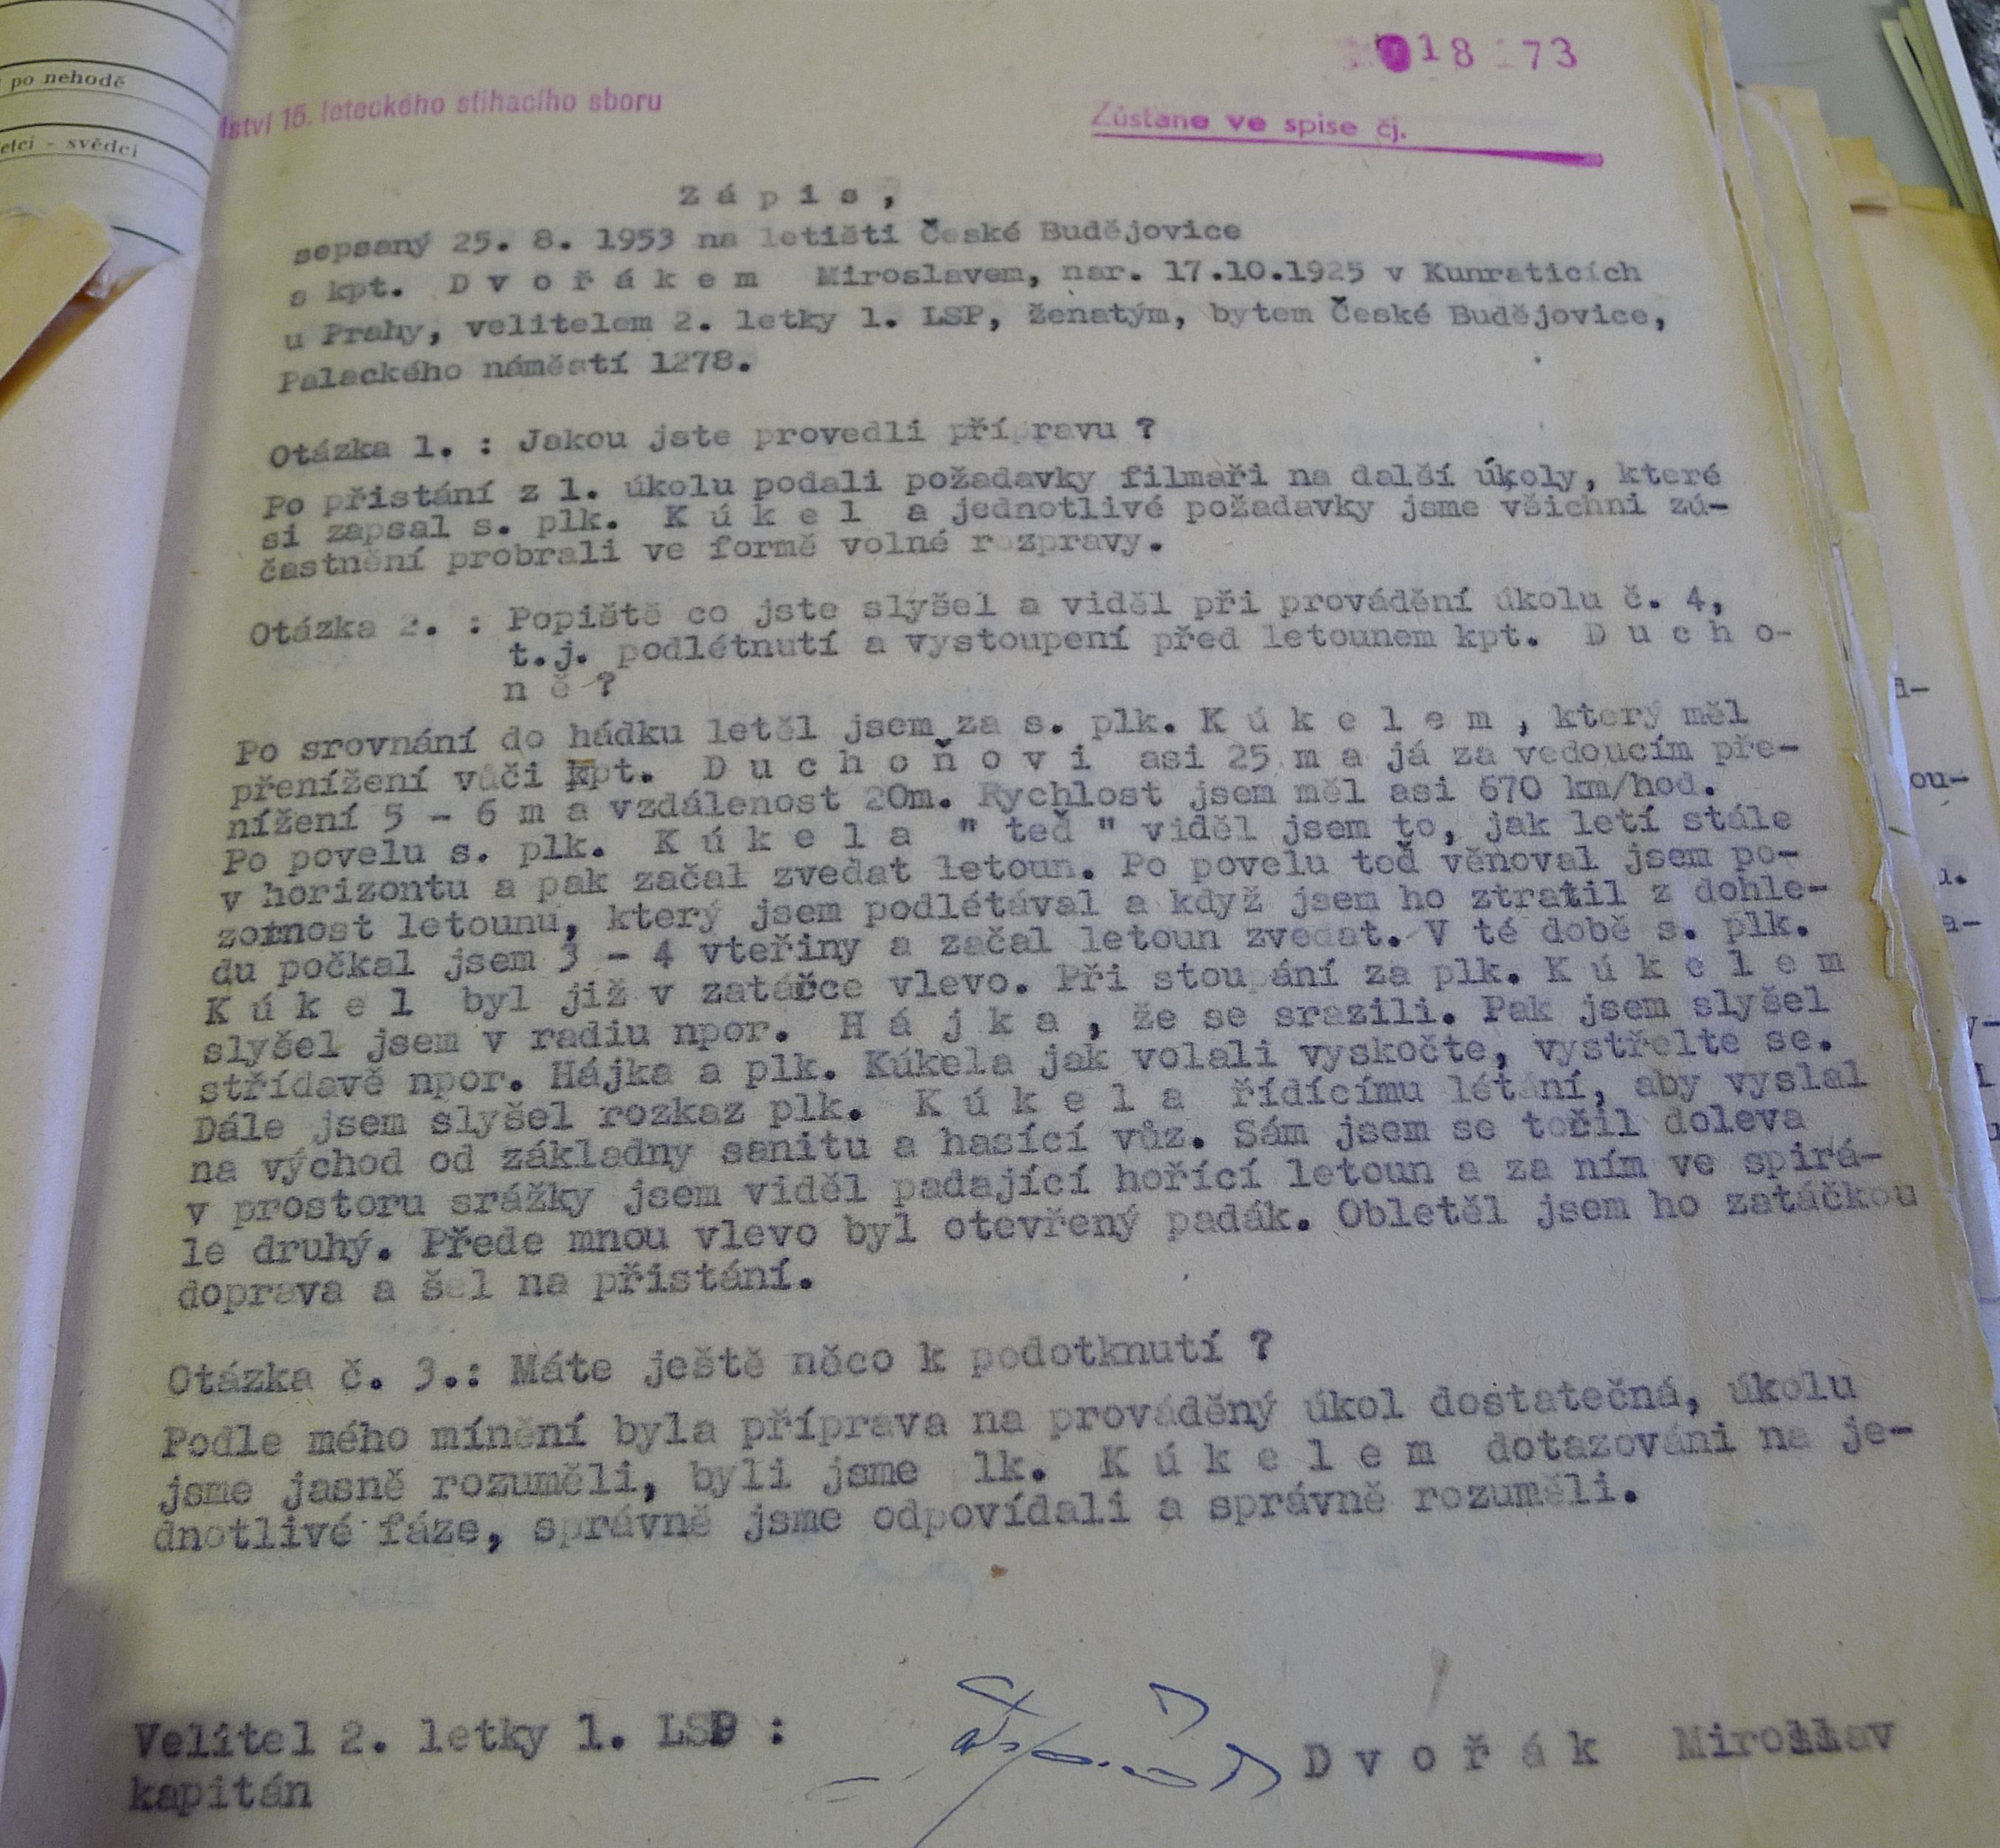 po nehodě
etci - svědci
018 73
lství 15. leteckého stíhacího sboru
Zůstane ve spise čj.
Z á p i s ,
sepsaný 25. 8. 1953 na letišti České Budějovice
s kpt. D v o ř á k e m Miroslavem, nar. 17.10.1925 v Kunraticích
u Prahy, velitelem 2. letky 1. LSP, ženatým, bytem České Budějovice,
Palackého náměstí 1278.
Otázka 1. : Jakou jste provedli přípravu ?
Po přistání z 1. úkolu podali požadavky filmaři na další úkoly, které
si zapsal s. plk. K ú k e l a jednotlivé požadavky jsme všichni zú-
častnění probrali ve formě volné rozpravy.
Otázka 2. : Popiště co jste slyšel a viděl při provádění úkolu č. 4,
t.j. podlétnutí a vystoupení před letounem kpt. D u c h o-
n ě ?
Po srovnání do hádku letěl jsem za s. plk. K ú k e l e m , který měl
přenížení vůči kpt. D u c h o ň o v i asi 25 m a já za vedoucím pře-
nížení 5 - 6 m a vzdálenost 20m. Rychlost jsem měl asi 670 km/hod.
Po povelu s. plk. K ú k e l a " teď " viděl jsem to, jak letí stále
v horizontu a pak začal zvedat letoun. Po povelu teď věnoval jsem po-
zornost letounu, který jsem podlétával a když jsem ho ztratil z dohle-
du počkal jsem 3 - 4 vteřiny a začal letoun zvedat. V té době s. plk.
K ú k e l byl již v zatáčce vlevo. Při stoupání za plk. K ú k e l e m
slyšel jsem v radiu npor. H á j k a , že se srazili. Pak jsem slyšel
střídavě npor. Hájka a plk. Kúkela jak volali vyskočte, vystřelte se.
Dále jsem slyšel rozkaz plk. K ú k e l a řídícímu létání, aby vyslal
na východ od základny sanitu a hasící vůz. Sám jsem se točil doleva
v prostoru srážky jsem viděl padající hořící letoun a za ním ve spirá-
le druhý. Přede mnou vlevo byl otevřený padák. Obletěl jsem ho zatáčkou
doprava a šel na přistání.
Otázka č. 3.: Máte ještě něco k podotknutí ?
Podle mého mínění byla příprava na prováděný úkol dostatečná, úkolu
jsme jasně rozuměli, byli jsme lk. K ú k e l e m dotazováni na je-
dnotlivé fáze, správně jsme odpovídali a správně rozuměli.
Velitel 2. letky 1. LSP :
kapitán
D v o ř á k Miroslav